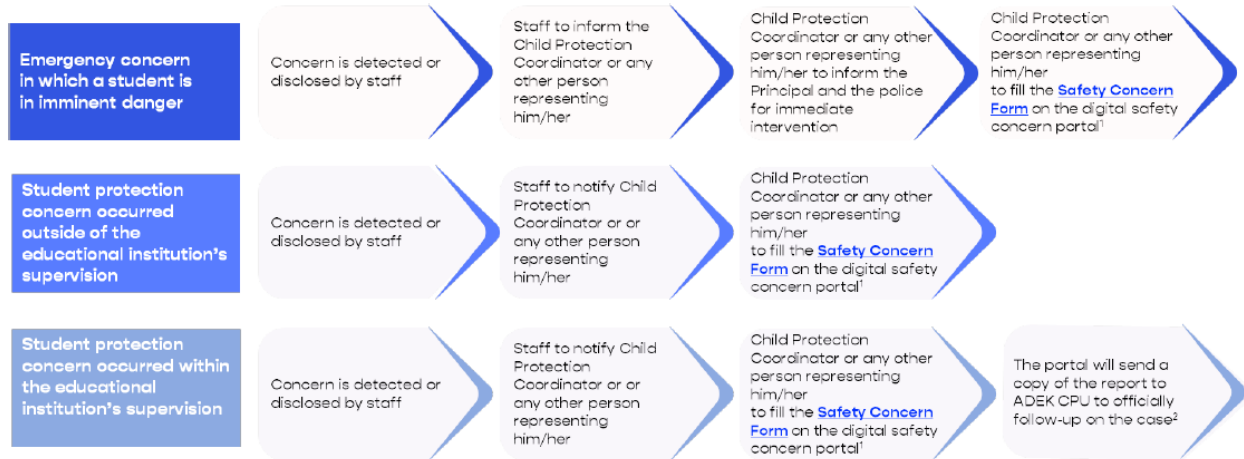 Emergency concern
in which a student is
in imminent danger
Concern is detected or
disclosed by staff
Staff to inform the
Child Protection
Coordinator or any
other person
representing
him/her
Child Protection
Coordinator or any other
person representing
him/her to inform the
Principal and the police
for immediate
intervention
Child Protection
Coordinator or any other
person representing
him/her
to fill the Safety Concern
Form on the digital safety
concern portal¹
Student protection
concern occurred
outside of the
educational institution's
supervision
Concern is detected or
disclosed by staff
Staff to notify Child
Protection
Coordinator or or
any other person
representing
him/her
Child Protection
Coordinator or any other
person representing
him/her
to fill the Safety Concern
Form on the digital safety
concern portal¹
Student protection
concern occurred within
the educational
institution's supervision
Concern is detected or
disclosed by staff
Staff to notify Child
Protection
Coordinator or or
any other person
representing
him/her
Child Protection
Coordinator or any other
person representing
him/her
to fill the Safety Concern
Form on the digital safety
concern portal¹
The portal will send a
copy of the report to
ADEK CPU to officially
follow-up on the case²